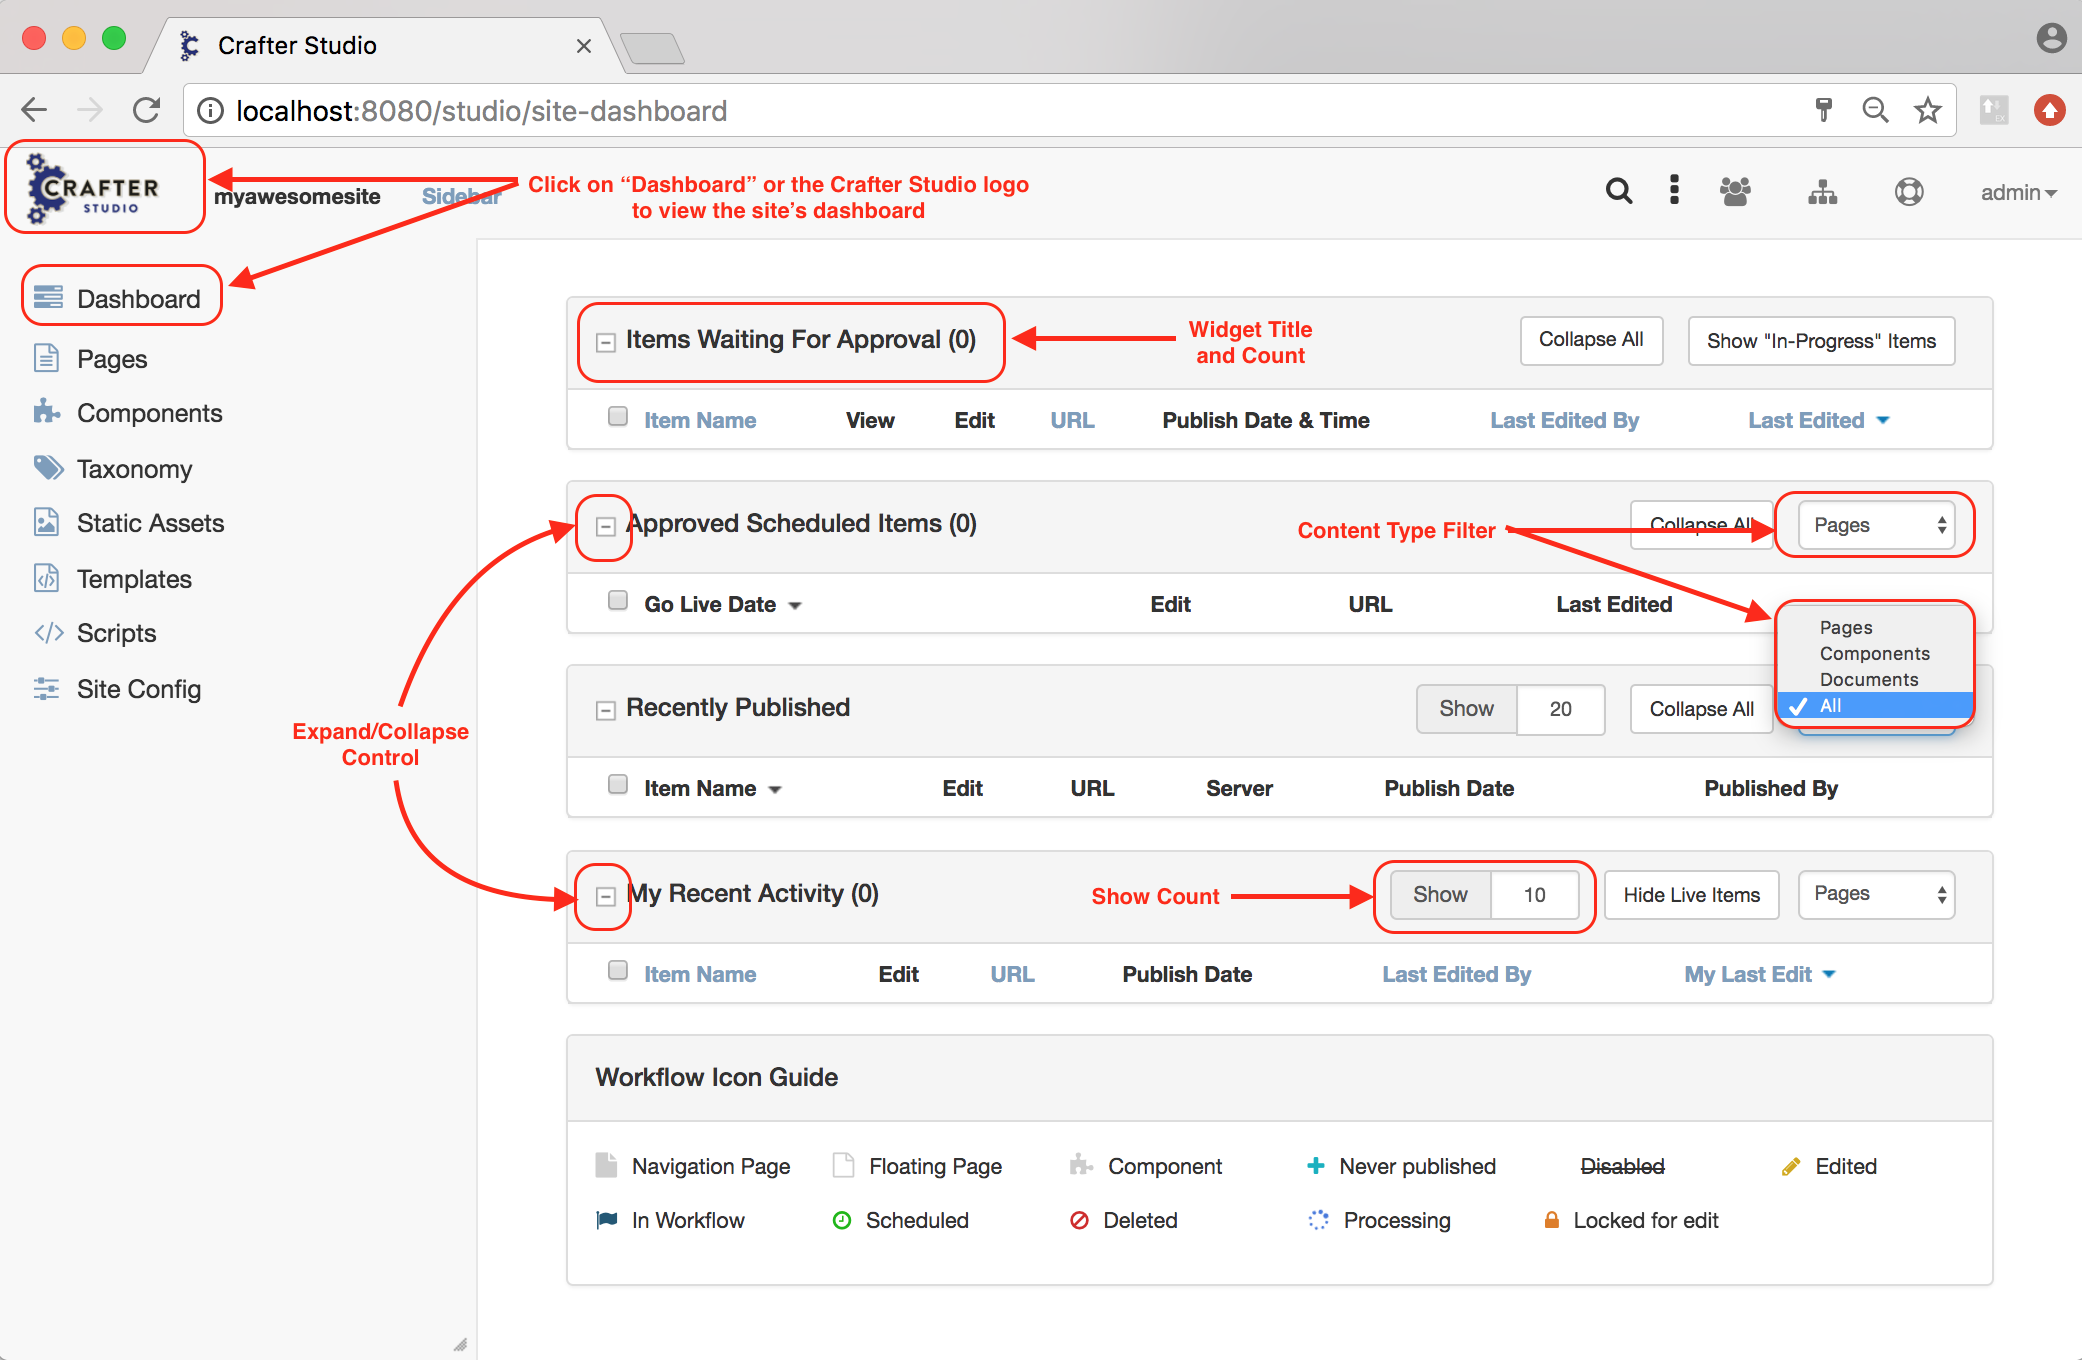 Crafter Studio
localhost:8080/studio/site-dashboard
CRAFTER
STUDIO
myawesomesite
Sidebar
Click on “Dashboard” or the Crafter Studio logo
to view the site’s dashboard
admin
Dashboard
Pages
Components
Taxonomy
Static Assets
Templates
Scripts
Site Config
Items Waiting For Approval (0)
Widget Title
and Count
Collapse All
Show "In-Progress" Items
Item Name
View
Edit
URL
Publish Date & Time
Last Edited By
Last Edited
Approved Scheduled Items (0)
Content Type Filter
Collapse All
Pages
Go Live Date
Edit
URL
Last Edited
Pages
Components
Documents
All
Expand/Collapse
Control
Recently Published
Show
20
Collapse All
Item Name
Edit
URL
Server
Publish Date
Published By
My Recent Activity (0)
Show Count
Show
10
Hide Live Items
Pages
Item Name
Edit
URL
Publish Date
Last Edited By
My Last Edit
Workflow Icon Guide
Navigation Page
Floating Page
Component
Never published
Disabled
Edited
In Workflow
Scheduled
Deleted
Processing
Locked for edit